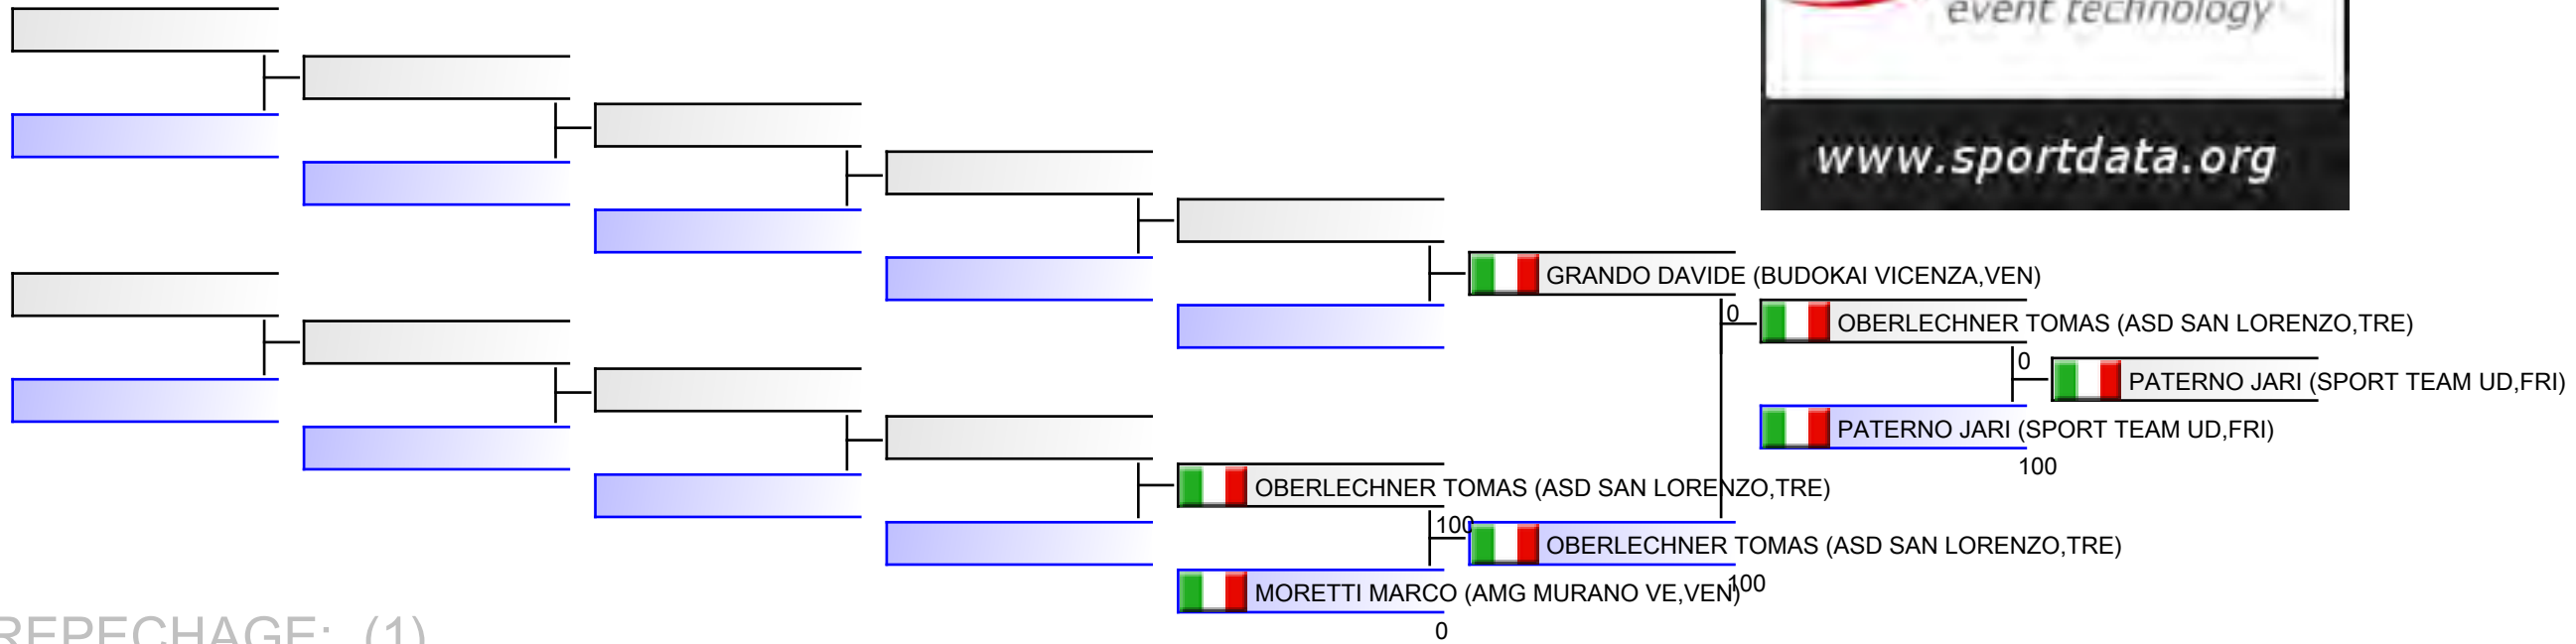 event technology
www.sportdata.org
GRANDO DAVIDE (BUDOKAI VICENZA,VEN)
0
OBERLECHNER TOMAS (ASD SAN LORENZO,TRE)
0
PATERNO JARI (SPORT TEAM UD,FRI)
PATERNO JARI (SPORT TEAM UD,FRI)
100
OBERLECHNER TOMAS (ASD SAN LORENZO,TRE)
100
OBERLECHNER TOMAS (ASD SAN LORENZO,TRE)
100
MORETTI MARCO (AMG MURANO VE,VEN)
0
REPECHAGE: (1)